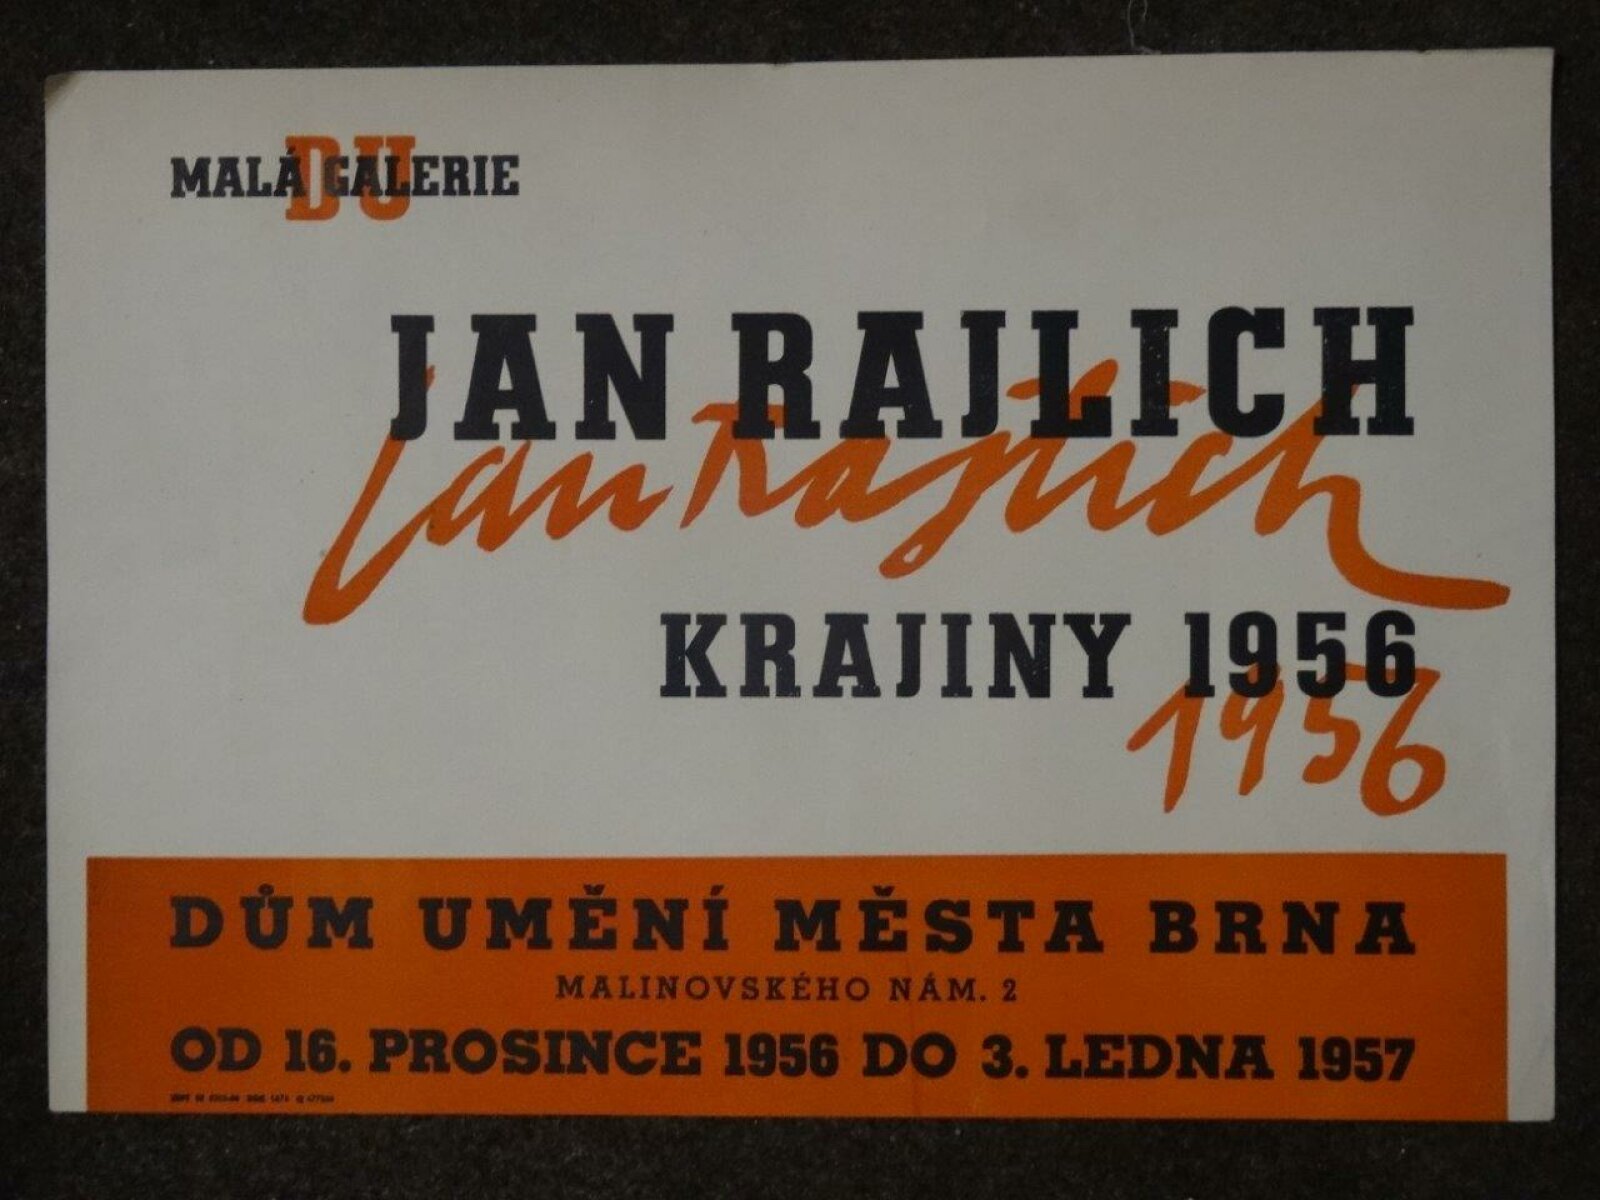 DU
MALÁ GALERIE
JAN RAJLICH
Jan Rajlich
KRAJINY 1956
1956
DŮM UMĚNÍ MĚSTA BRNA
MALINOVSKÉHO NÁM. 2
OD 16. PROSINCE 1956 DO 3. LEDNA 1957